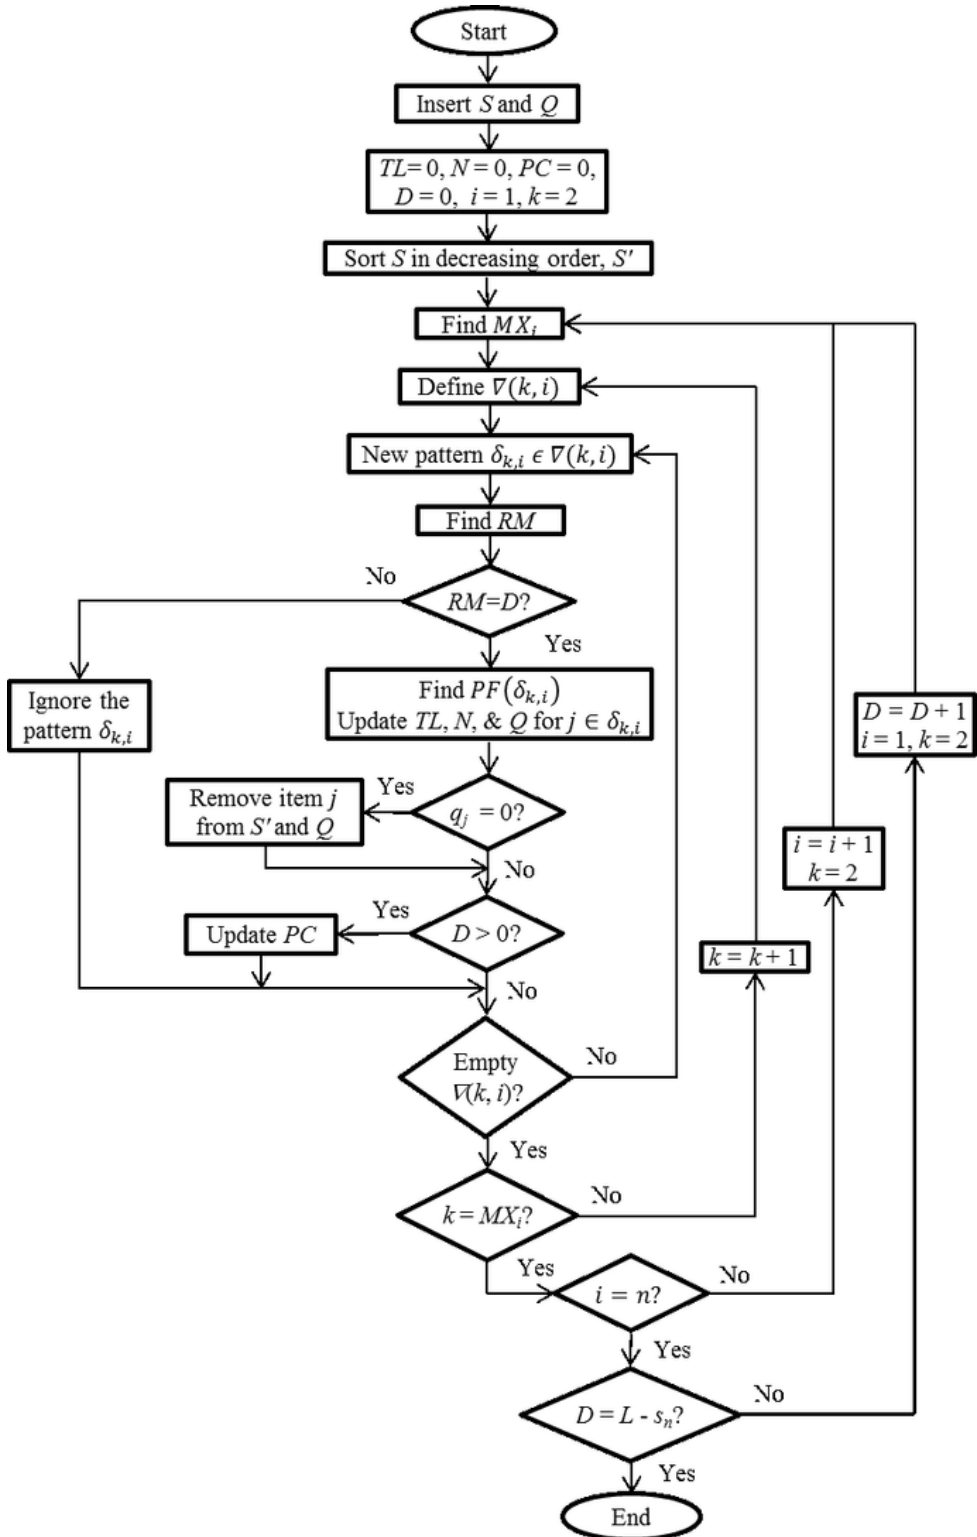 Start
Insert S and Q
TL= 0, N = 0, PC = 0,
D = 0, i = 1, k = 2
Sort S in decreasing order, S′
Find MXᵢ
Define ∇(k, i)
New pattern δₖ,ᵢ ϵ ∇(k, i)
Find RM
No
RM=D?
Yes
Ignore the
pattern δₖ,ᵢ
Find PF(δₖ,ᵢ)
Update TL, N, & Q for j ∈ δₖ,ᵢ
D = D + 1
i = 1, k = 2
Yes
Remove item j
from S′ and Q
qⱼ = 0?
No
i = i + 1
k = 2
Yes
Update PC
D > 0?
No
k = k + 1
Empty
∇(k, i)?
No
Yes
k = MXᵢ?
No
Yes
i = n?
No
Yes
D = L - sₙ?
No
Yes
End